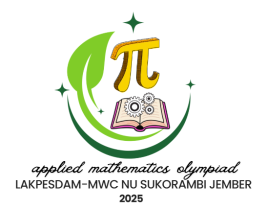 π
applied mathematics olympiad
LAKPESDAM-MWC NU SUKORAMBI JEMBER
2025